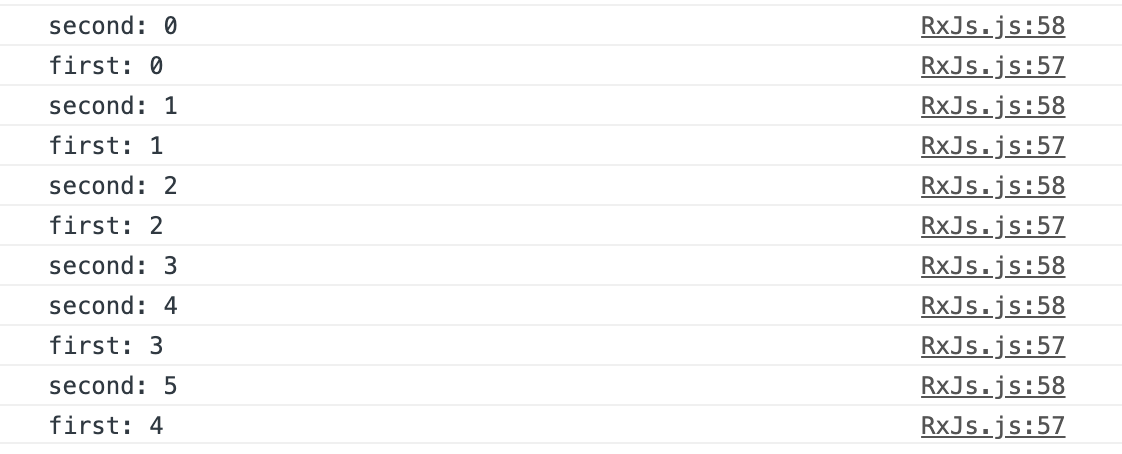 second: 0 RxJs.js:58
first: 0 RxJs.js:57
second: 1 RxJs.js:58
first: 1 RxJs.js:57
second: 2 RxJs.js:58
first: 2 RxJs.js:57
second: 3 RxJs.js:58
second: 4 RxJs.js:58
first: 3 RxJs.js:57
second: 5 RxJs.js:58
first: 4 RxJs.js:57